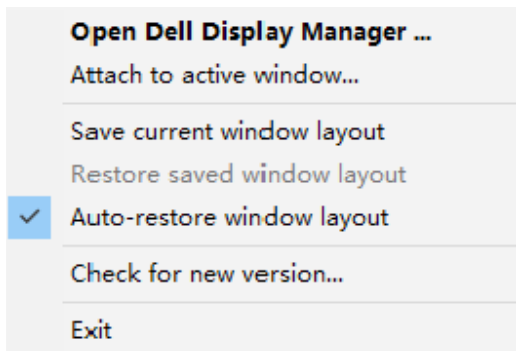 Open Dell Display Manager ...
Attach to active window...
Save current window layout
Restore saved window layout
Auto-restore window layout
Check for new version...
Exit